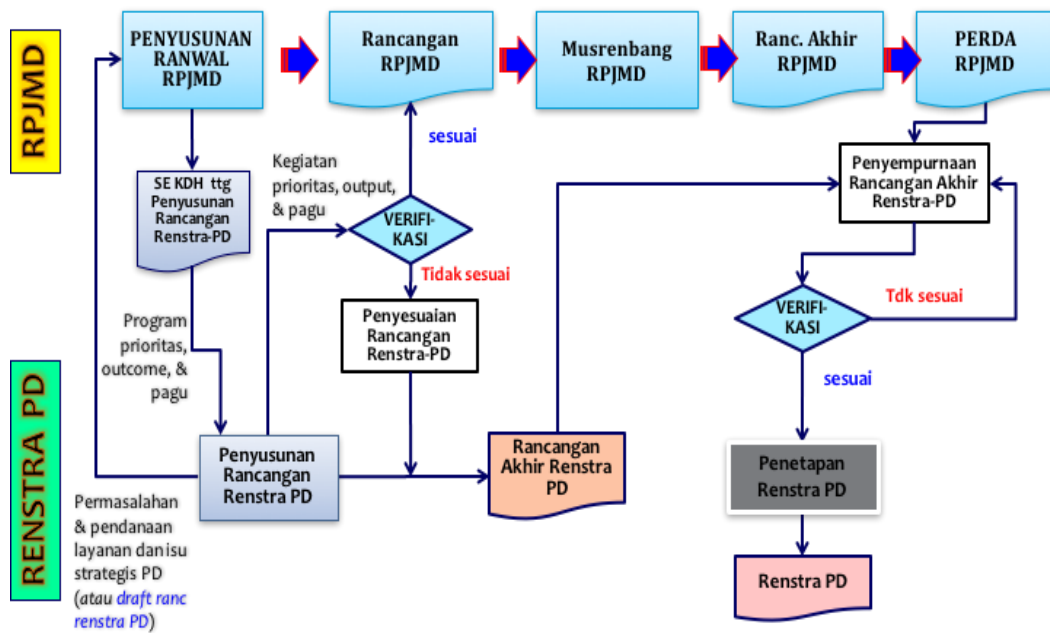 RPJMD
PENYUSUNAN
RANWAL
RPJMD
Rancangan
RPJMD
Musrenbang
RPJMD
Ranc. Akhir
RPJMD
PERDA
RPJMD
SE KDH ttg
Penyusunan
Rancangan
Renstra-PD
Kegiatan
prioritas, output,
& pagu
sesuai
VERIFI-
KASI
Tidak sesuai
Penyesuaian
Rancangan
Renstra-PD
Penyempurnaan
Rancangan Akhir
Renstra-PD
VERIFI-
KASI
Tdk sesuai
sesuai
Program
prioritas,
outcome, &
pagu
RENSTRA PD
Penyusunan
Rancangan
Renstra PD
Rancangan
Akhir Renstra
PD
Penetapan
Renstra PD
Renstra PD
Permasalahan
& pendanaan
layanan dan isu
strategis PD
(atau draft ranc
renstra PD)